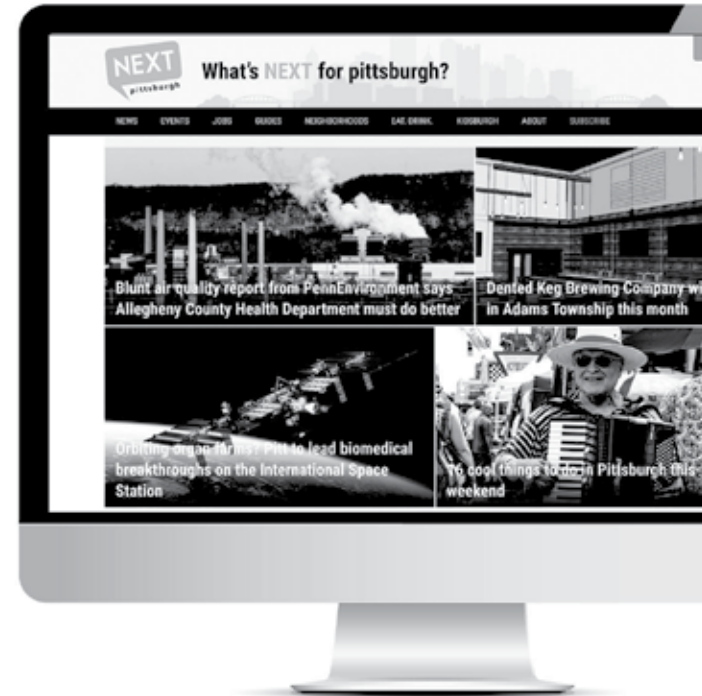 NEXT
pittsburgh
What's NEXT for pittsburgh?
NEWS EVENTS JOBS GUIDES NEIGHBORHOODS EAT. DRINK. KIDSBURGH ABOUT SUBSCRIBE
Blunt air quality report from PennEnvironment says
Allegheny County Health Department must do better
Dented Keg Brewing Company wi
in Adams Township this month
Orbiting organ farms? Pitt to lead biomedical
breakthroughs on the International Space
Station
16 cool things to do in Pittsburgh this
weekend